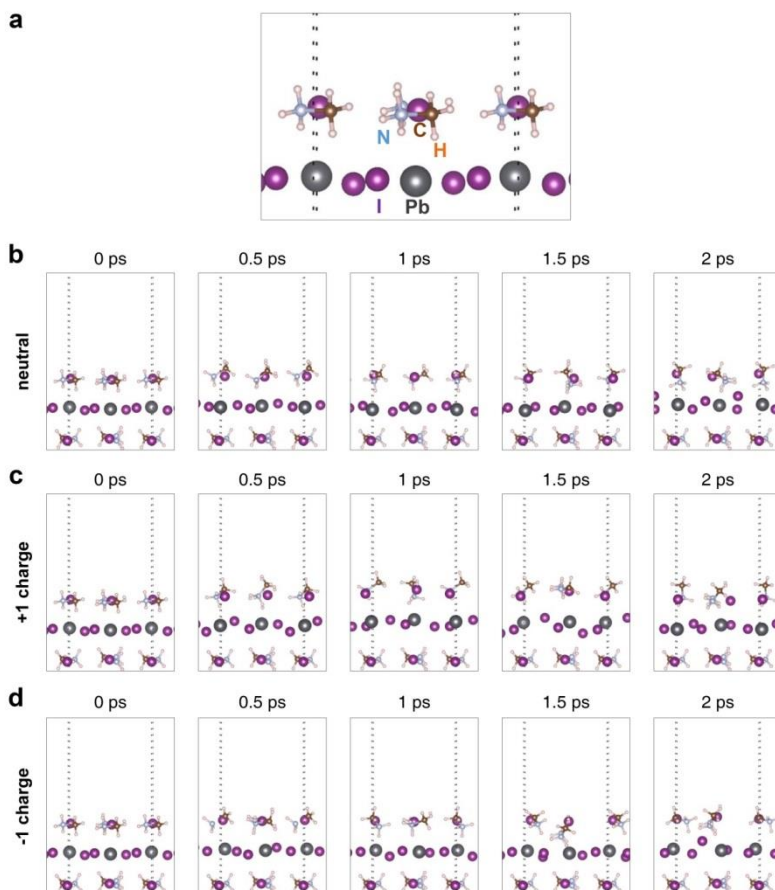 a
N
C
H
I
Pb
b
0 ps
0.5 ps
1 ps
1.5 ps
2 ps
neutral
c
0 ps
0.5 ps
1 ps
1.5 ps
2 ps
+1 charge
d
0 ps
0.5 ps
1 ps
1.5 ps
2 ps
-1 charge